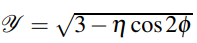 𝒴 = √(3 − η cos 2ϕ)